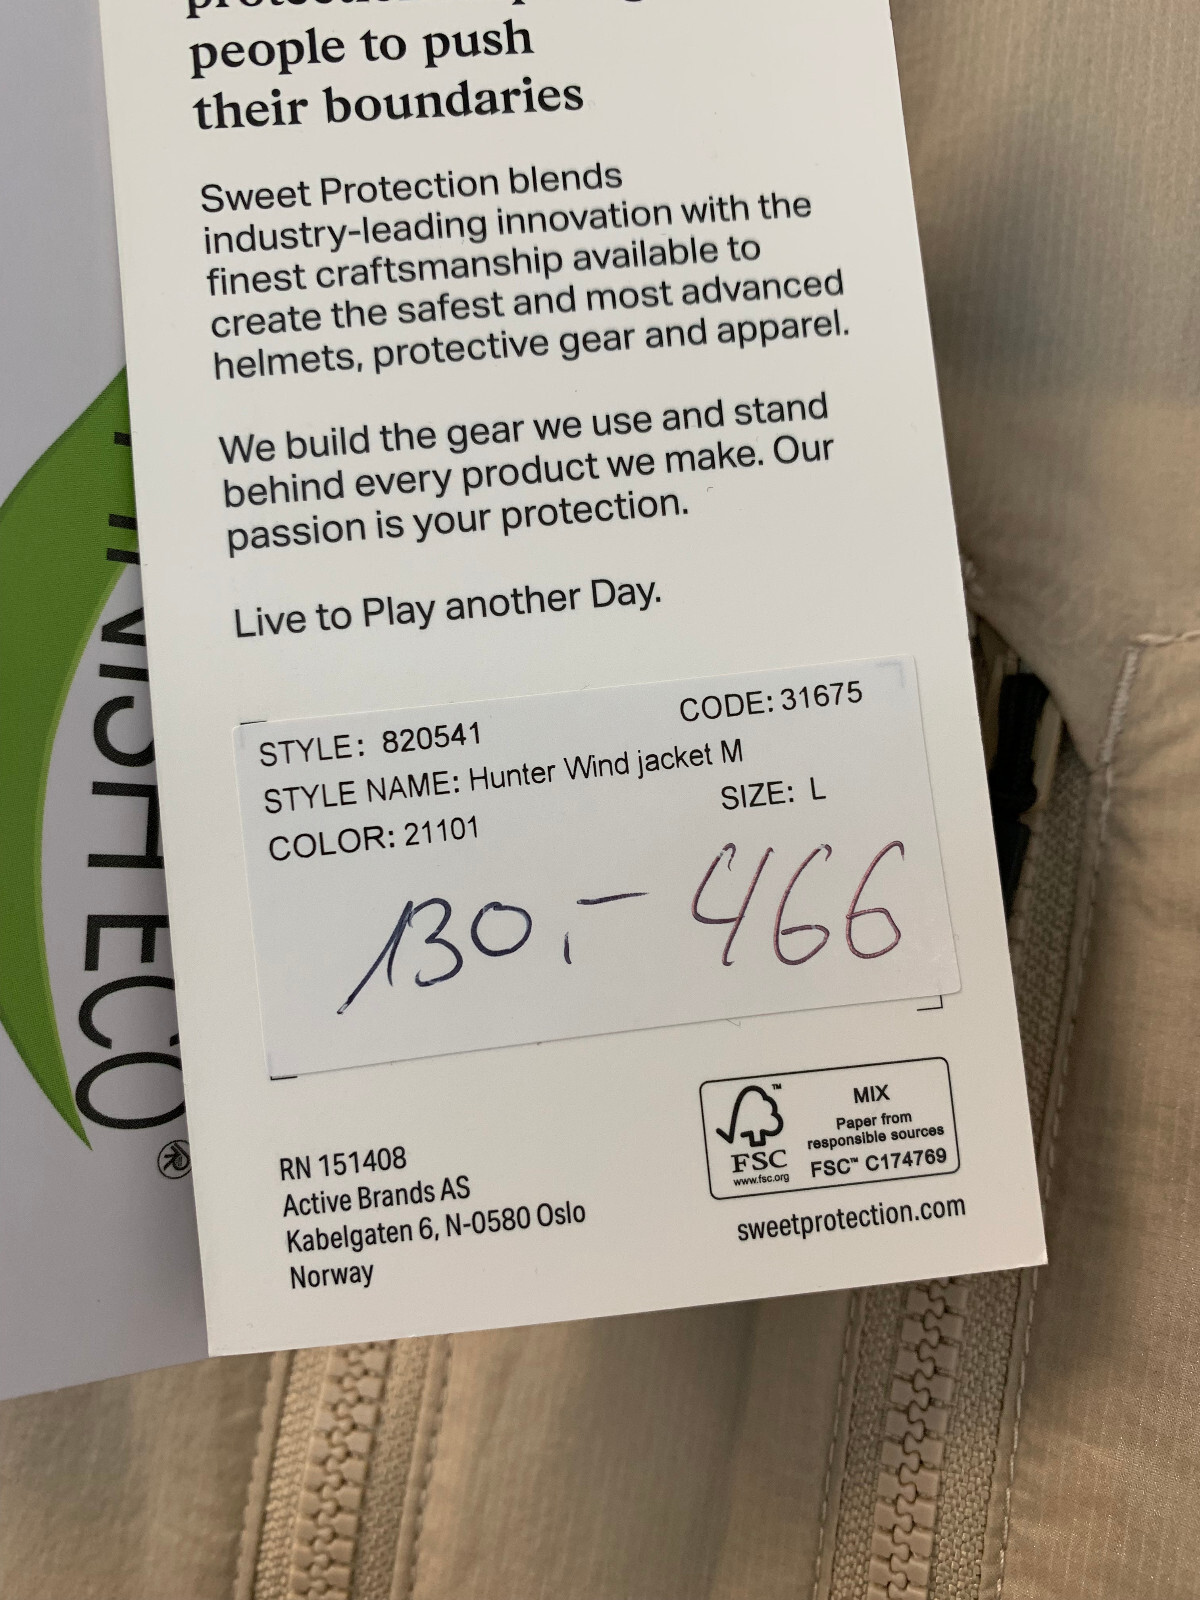 people to push
their boundaries
Sweet Protection blends
industry-leading innovation with the
finest craftsmanship available to
create the safest and most advanced
helmets, protective gear and apparel.
We build the gear we use and stand
behind every product we make. Our
passion is your protection.
Live to Play another Day.
STYLE: 820541 CODE: 31675
STYLE NAME: Hunter Wind jacket M
COLOR: 21101 SIZE: L
130,- 466
RN 151408
Active Brands AS
Kabelgaten 6, N-0580 Oslo
Norway
FSC
™
www.fsc.org
MIX
Paper from
responsible sources
FSC™ C174769
sweetprotection.com
ECO
®